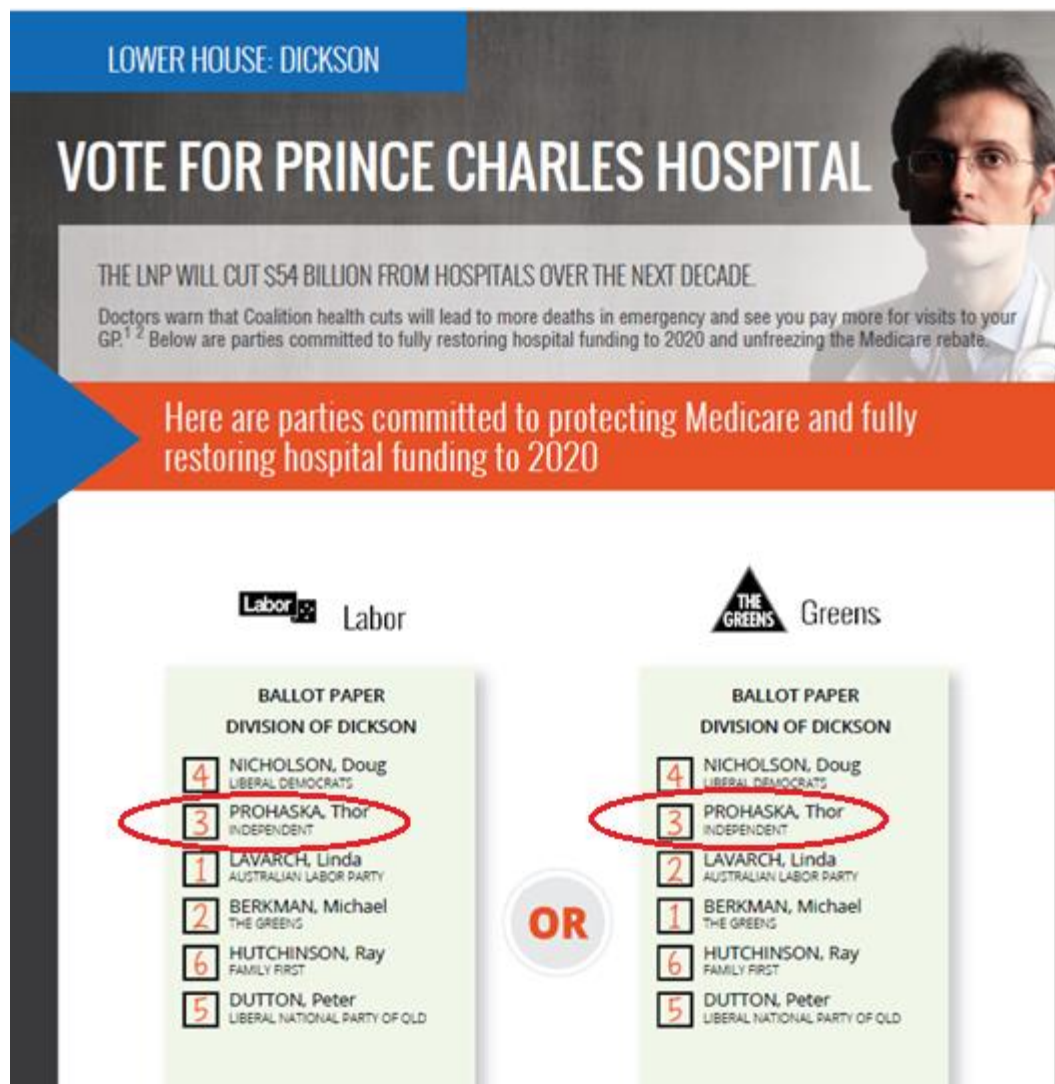 LOWER HOUSE: DICKSON
VOTE FOR PRINCE CHARLES HOSPITAL
THE LNP WILL CUT $54 BILLION FROM HOSPITALS OVER THE NEXT DECADE.
Doctors warn that Coalition health cuts will lead to more deaths in emergency and see you pay more for visits to your
GP.1 2 Below are parties committed to fully restoring hospital funding to 2020 and unfreezing the Medicare rebate.
Here are parties committed to protecting Medicare and fully
restoring hospital funding to 2020
Labor Labor
BALLOT PAPER
DIVISION OF DICKSON
4 NICHOLSON, Doug
LIBERAL DEMOCRATS
3 PROHASKA, Thor
INDEPENDENT
1 LAVARCH, Linda
AUSTRALIAN LABOR PARTY
2 BERKMAN, Michael
THE GREENS
6 HUTCHINSON, Ray
FAMILY FIRST
5 DUTTON, Peter
LIBERAL NATIONAL PARTY OF QLD
OR
THE
GREENS Greens
BALLOT PAPER
DIVISION OF DICKSON
4 NICHOLSON, Doug
LIBERAL DEMOCRATS
3 PROHASKA, Thor
INDEPENDENT
2 LAVARCH, Linda
AUSTRALIAN LABOR PARTY
1 BERKMAN, Michael
THE GREENS
6 HUTCHINSON, Ray
FAMILY FIRST
5 DUTTON, Peter
LIBERAL NATIONAL PARTY OF QLD